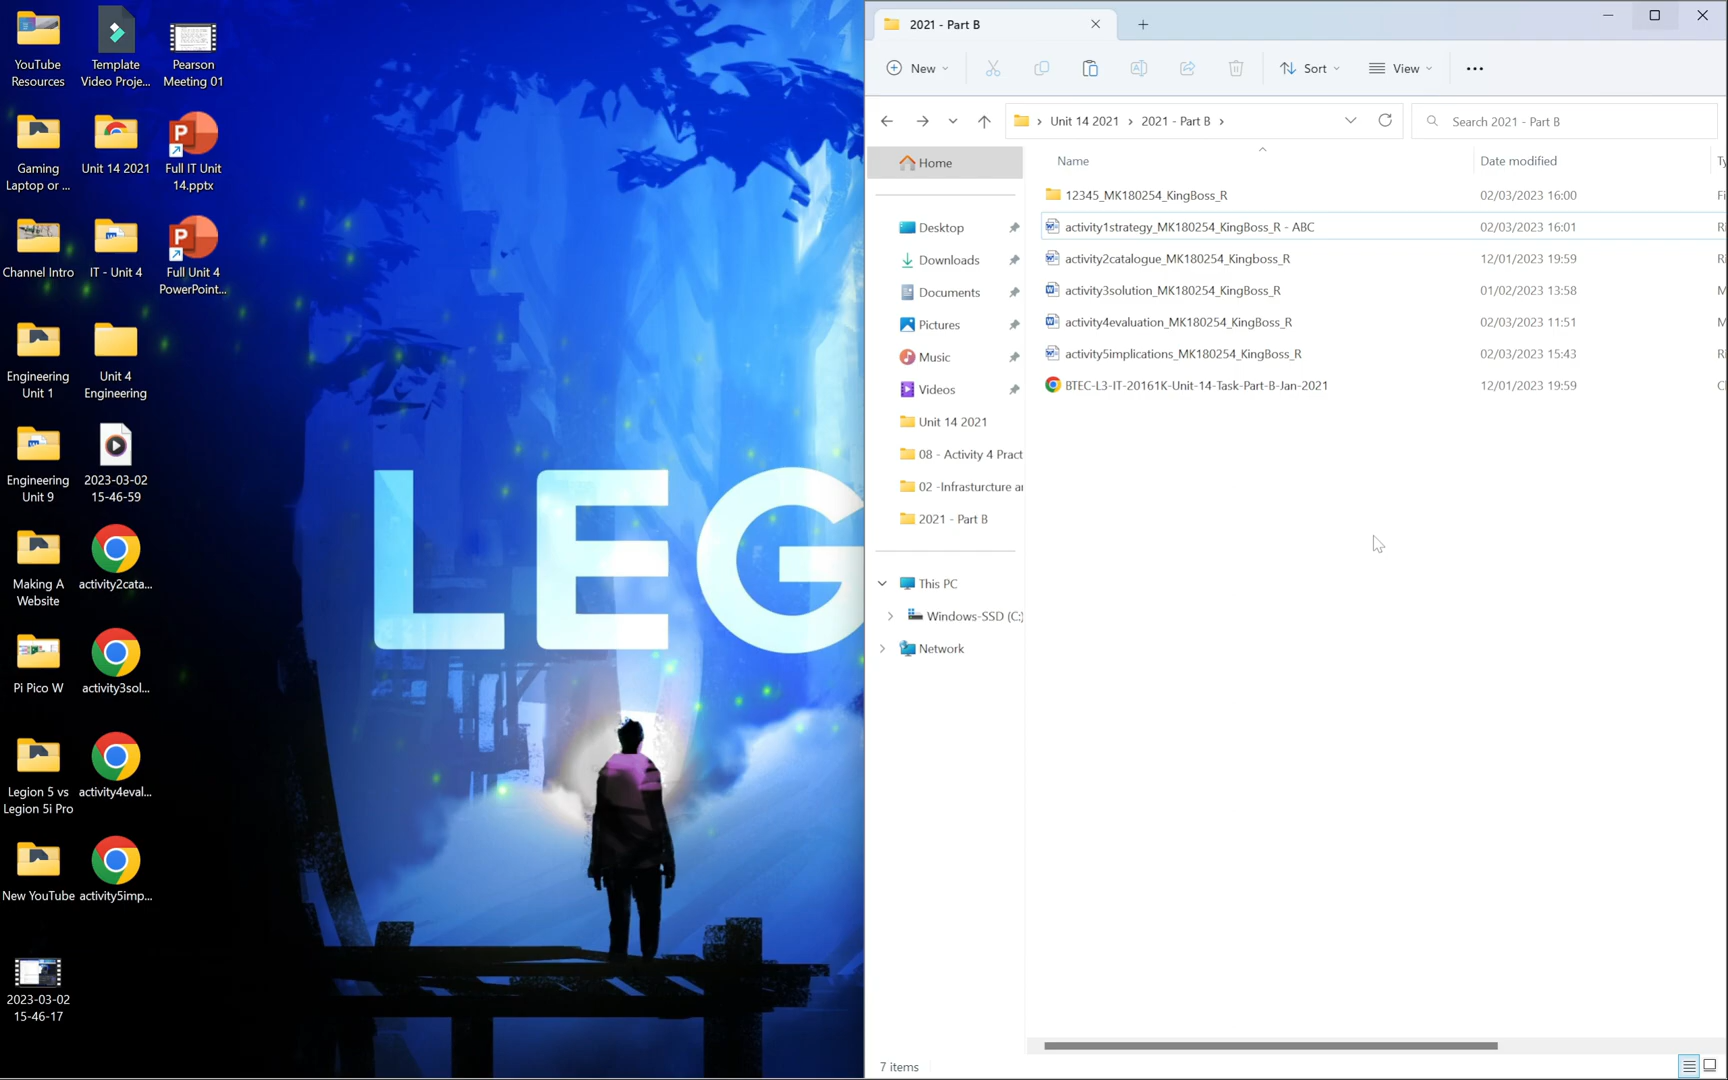 YouTube
Resources
Template
Video Proje...
Pearson
Meeting 01
Gaming
Laptop or ...
Unit 14 2021
Full IT Unit
14.pptx
Channel Intro
IT - Unit 4
Full Unit 4
PowerPoint...
Engineering
Unit 1
Unit 4
Engineering
Engineering
Unit 9
2023-03-02
15-46-59
Making A
Website
activity2cata...
Pi Pico W
activity3sol...
Legion 5 vs
Legion 5i Pro
activity4eval...
New YouTube
activity5imp...
2023-03-02
15-46-17
LEG
2021 - Part B
New
Sort
View
Unit 14 2021 > 2021 - Part B >
Search 2021 - Part B
Home
Desktop
Downloads
Documents
Pictures
Music
Videos
Unit 14 2021
08 - Activity 4 Pract
02 -Infrasturcture a
2021 - Part B
This PC
Windows-SSD (C:)
Network
Name Date modified Ty
12345_MK180254_KingBoss_R 02/03/2023 16:00 Fi
activity1strategy_MK180254_KingBoss_R - ABC 02/03/2023 16:01 Ri
activity2catalogue_MK180254_Kingboss_R 12/01/2023 19:59 Ri
activity3solution_MK180254_KingBoss_R 01/02/2023 13:58 M
activity4evaluation_MK180254_KingBoss_R 02/03/2023 11:51 M
activity5implications_MK180254_KingBoss_R 02/03/2023 15:43 Ri
BTEC-L3-IT-20161K-Unit-14-Task-Part-B-Jan-2021 12/01/2023 19:59 Cl
7 items